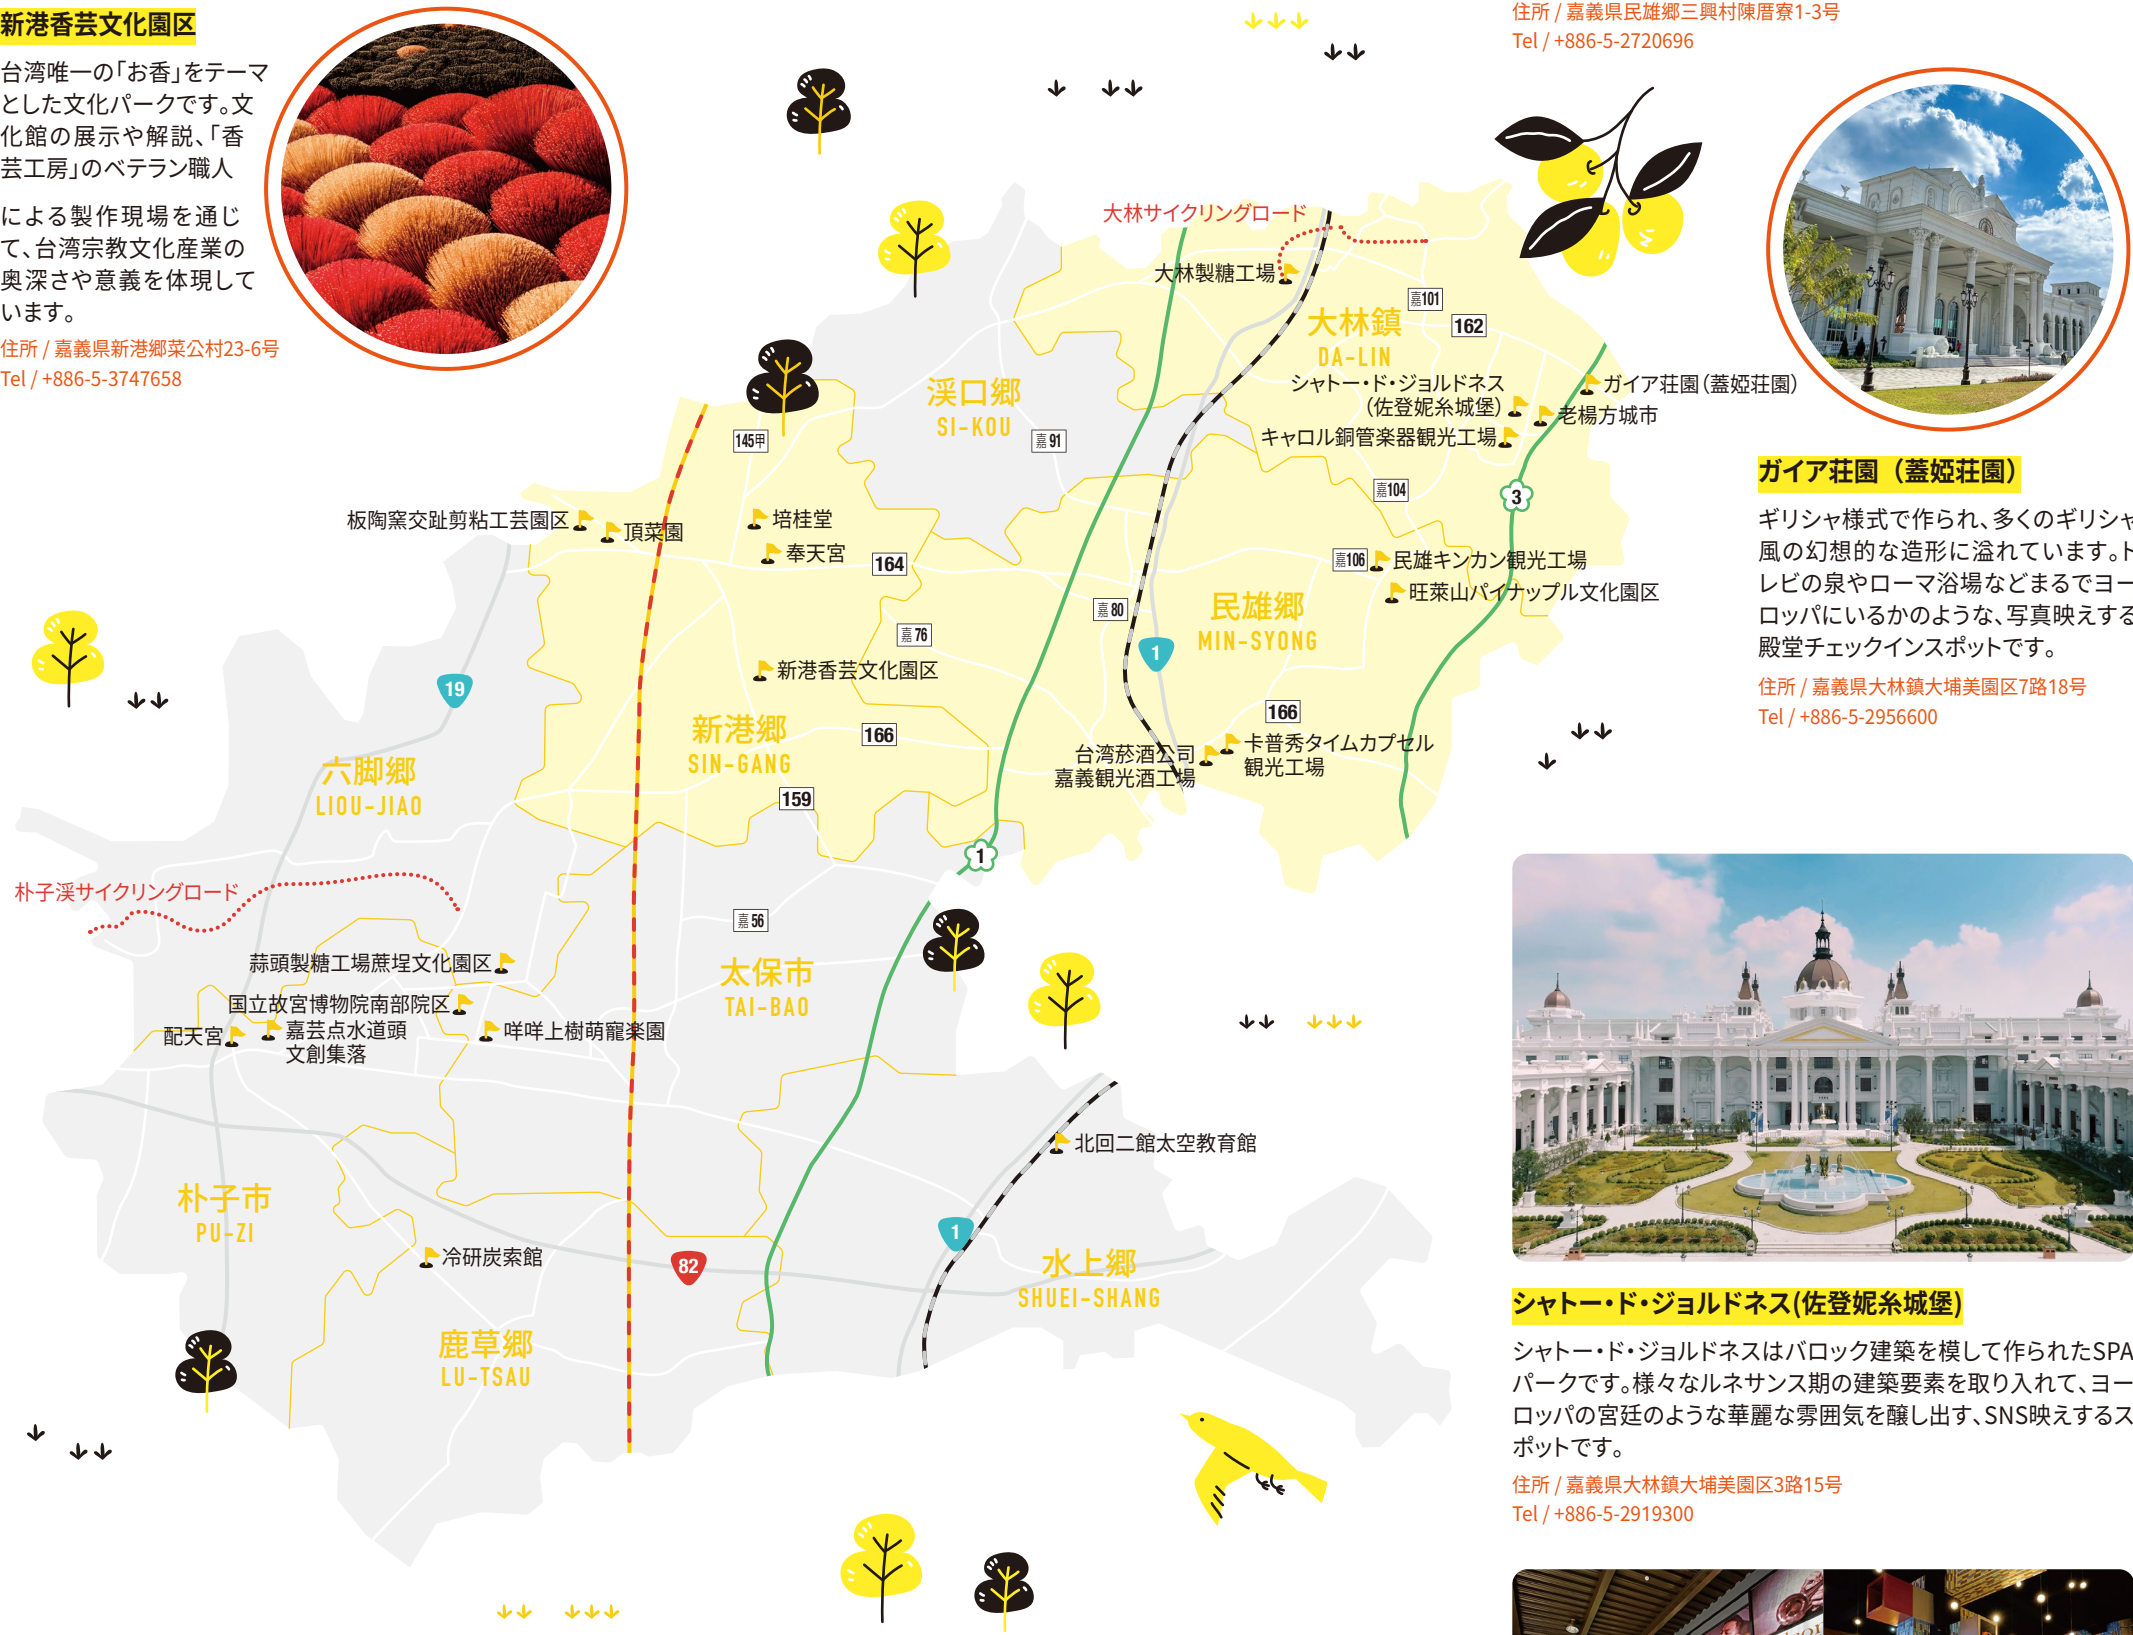 新港香芸文化園区
台湾唯一の｢お香｣をテーマ
とした文化パークです。文
化館の展示や解説、｢香
芸工房｣のベテラン職人
による製作現場を通じ
て、台湾宗教文化産業の
奥深さや意義を体現して
います。
住所 / 嘉義県新港郷菜公村23-6号
Tel / +886-5-3747658
住所 / 嘉義県民雄郷三興村陳厝寮1-3号
Tel / +886-5-2720696
大林サイクリングロード
大林製糖工場
嘉101
162
大林鎮
DA-LIN
シャトー・ド・ジョルドネス
（佐登妮糸城堡）
ガイア荘園（蓋婭荘園）
老楊方城市
キャロル銅管楽器観光工場
渓口郷
SI-KOU
145甲
嘉91
嘉104
3
板陶窯交趾剪粘工芸園区
頂菜園
培桂堂
奉天宮
164
嘉106
民雄キンカン観光工場
旺萊山パイナップル文化園区
嘉80
民雄郷
MIN-SYONG
嘉76
1
新港香芸文化園区
19
新港郷
SIN-GANG
166
166
台湾菸酒公司
嘉義観光酒工場
卡普秀タイムカプセル
観光工場
六脚郷
LIOU-JIAO
159
1
朴子渓サイクリングロード
嘉56
蒜頭製糖工場蔗埕文化園区
太保市
TAI-BAO
国立故宮博物院南部院区
配天宮
嘉芸点水道頭
文創集落
咩咩上樹萌寵楽園
北回二館太空教育館
朴子市
PU-ZI
1
冷研炭索館
82
水上郷
SHUEI-SHANG
鹿草郷
LU-TSAU
ガイア荘園（蓋婭荘園）
ギリシャ様式で作られ、多くのギリシャ
風の幻想的な造形に溢れています。ト
レビの泉やローマ浴場などまるでヨー
ロッパにいるかのような、写真映えする
殿堂チェックインスポットです。
住所 / 嘉義県大林鎮大埔美園区7路18号
Tel / +886-5-2956600
シャトー・ド・ジョルドネス(佐登妮糸城堡)
シャトー・ド・ジョルドネスはバロック建築を模して作られたSPA
パークです。様々なルネサンス期の建築要素を取り入れて、ヨー
ロッパの宮廷のような華麗な雰囲気を醸し出す、SNS映えするス
ポットです。
住所 / 嘉義県大林鎮大埔美園区3路15号
Tel / +886-5-2919300